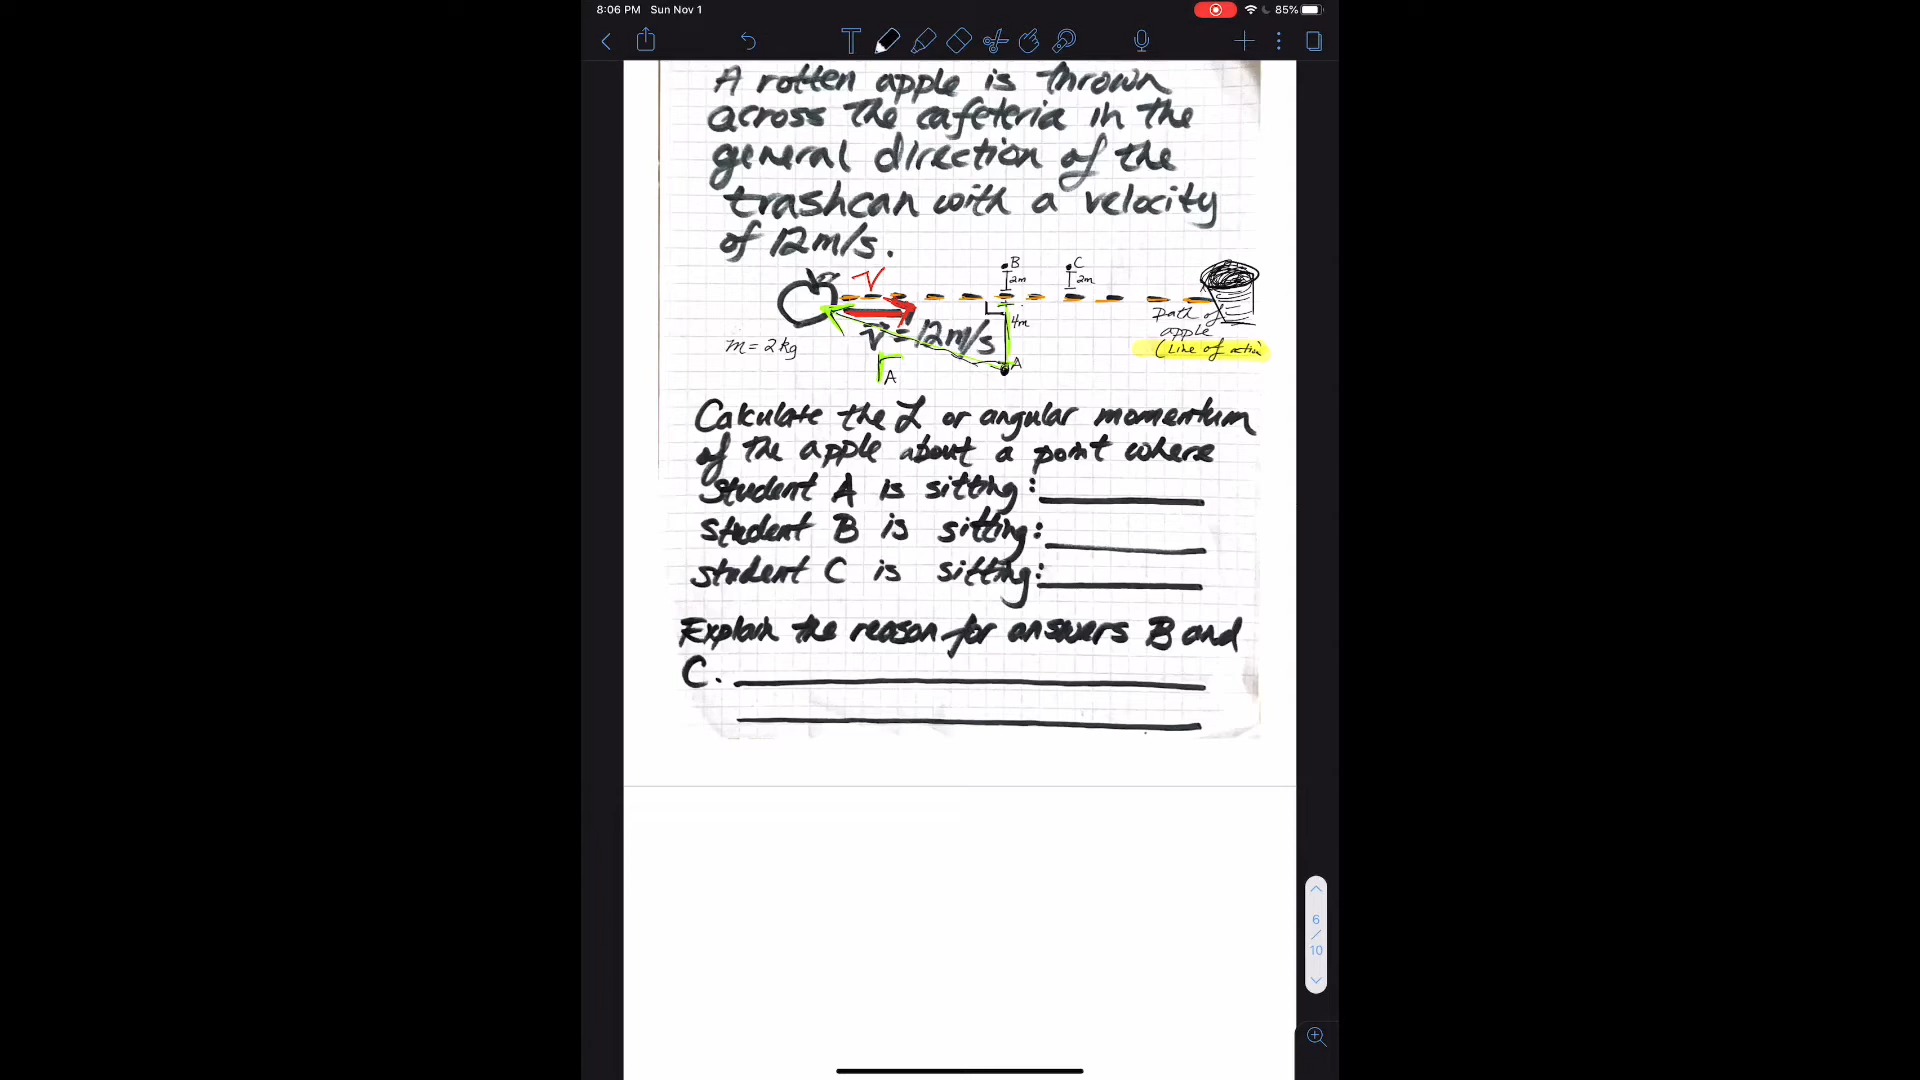 8:06 PM Sun Nov 1
85%
A rotten apple is thrown
across the cafeteria in the
general direction of the
trashcan with a velocity
of 12m/s.
B
C
V
2m
2m
4m
V = 12m/s
Path of
apple
(Line of action
m = 2kg
A
A
Calculate the L or angular momentum
of the apple about a point where
student A is sitting:
student B is sitting:
student C is sitting:
Explain the reason for answers B and
C.
6
/
10